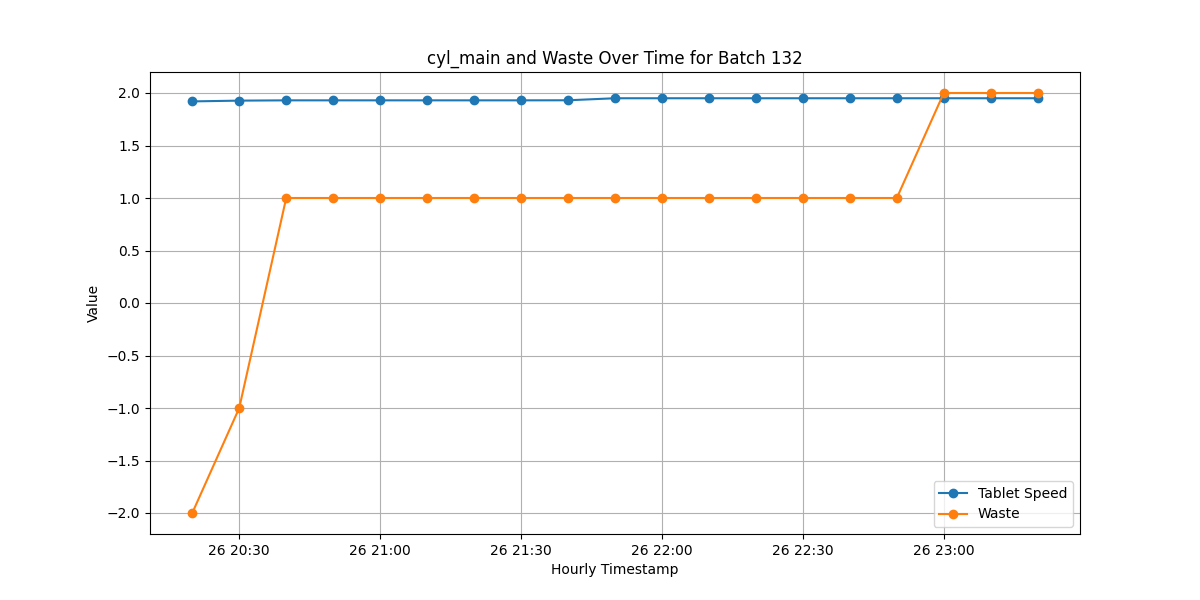 cyl_main and Waste Over Time for Batch 132
2.0
1.5
1.0
0.5
0.0
−0.5
−1.0
−1.5
−2.0
Value
Tablet Speed
Waste
26 20:30 26 21:00 26 21:30 26 22:00 26 22:30 26 23:00
Hourly Timestamp